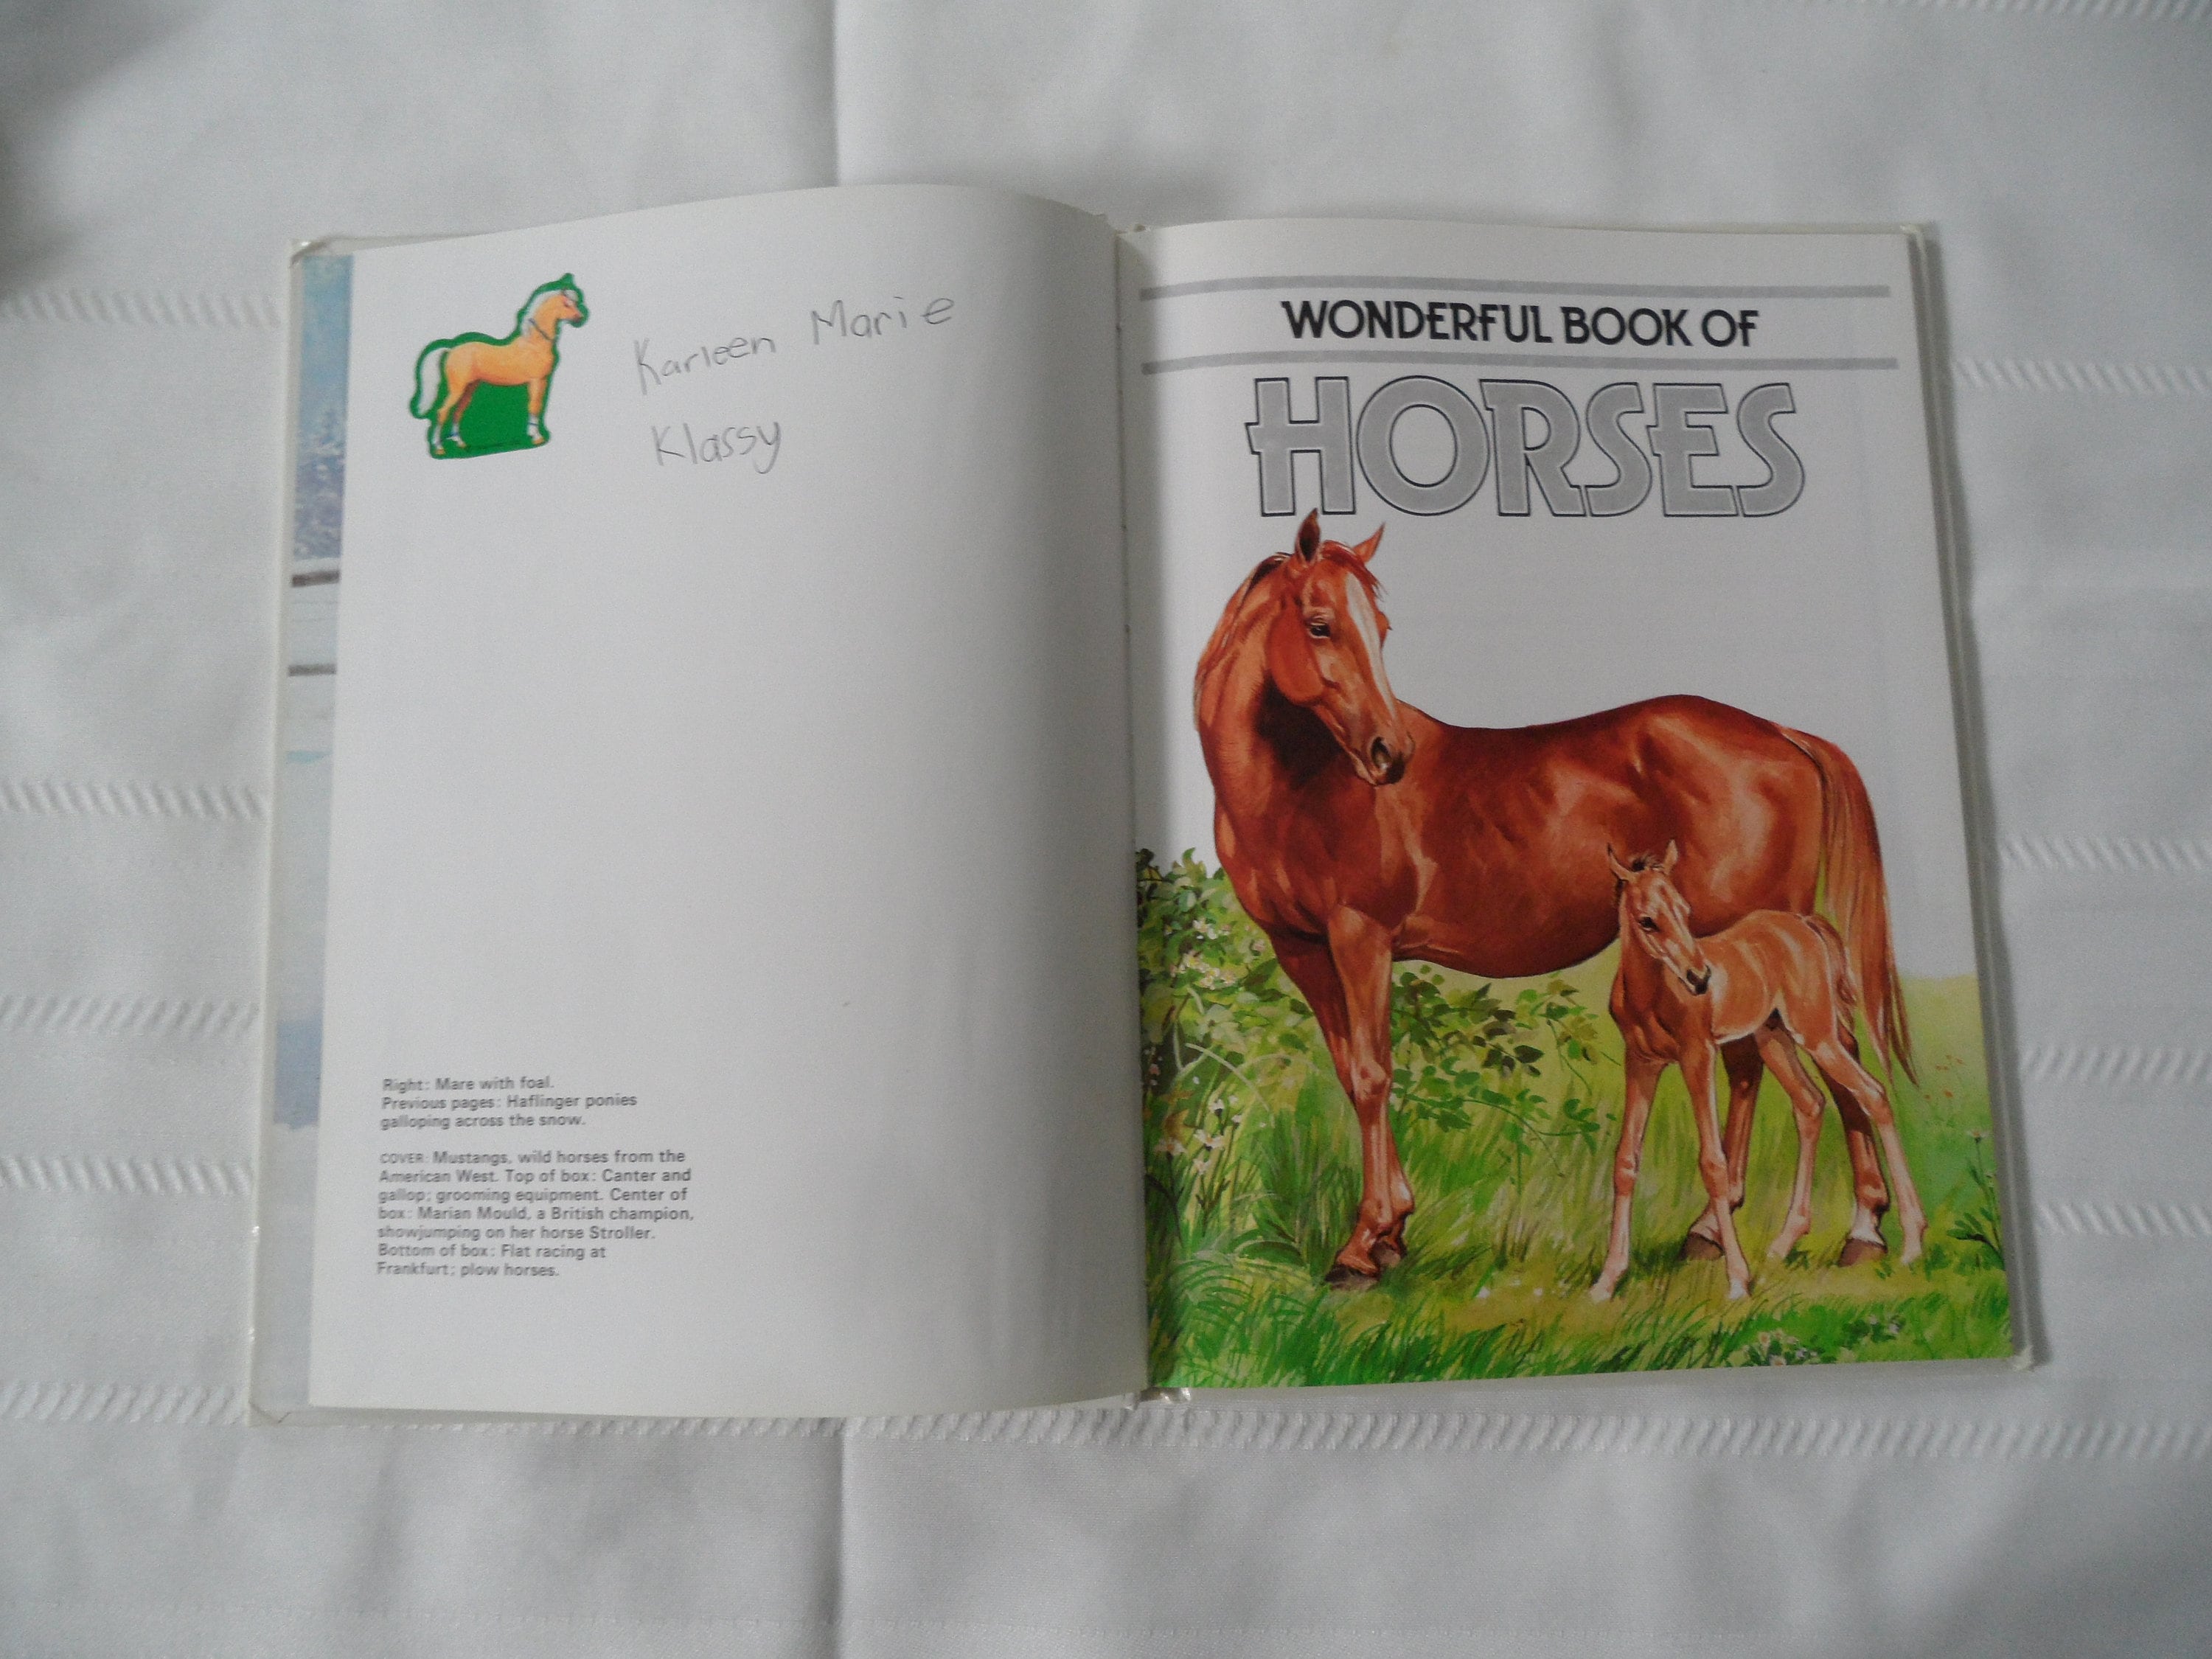 Karleen Marie
Klassy
Right: Mare with foal.
Previous pages: Haflinger ponies
galloping across the snow.
COVER: Mustangs, wild horses from the
American West. Top of box: Canter and
gallop; grooming equipment. Center of
box: Marian Mould, a British champion,
showjumping on her horse Stroller.
Bottom of box: Flat racing at
Frankfurt; plow horses.
WONDERFUL BOOK OF
HORSES